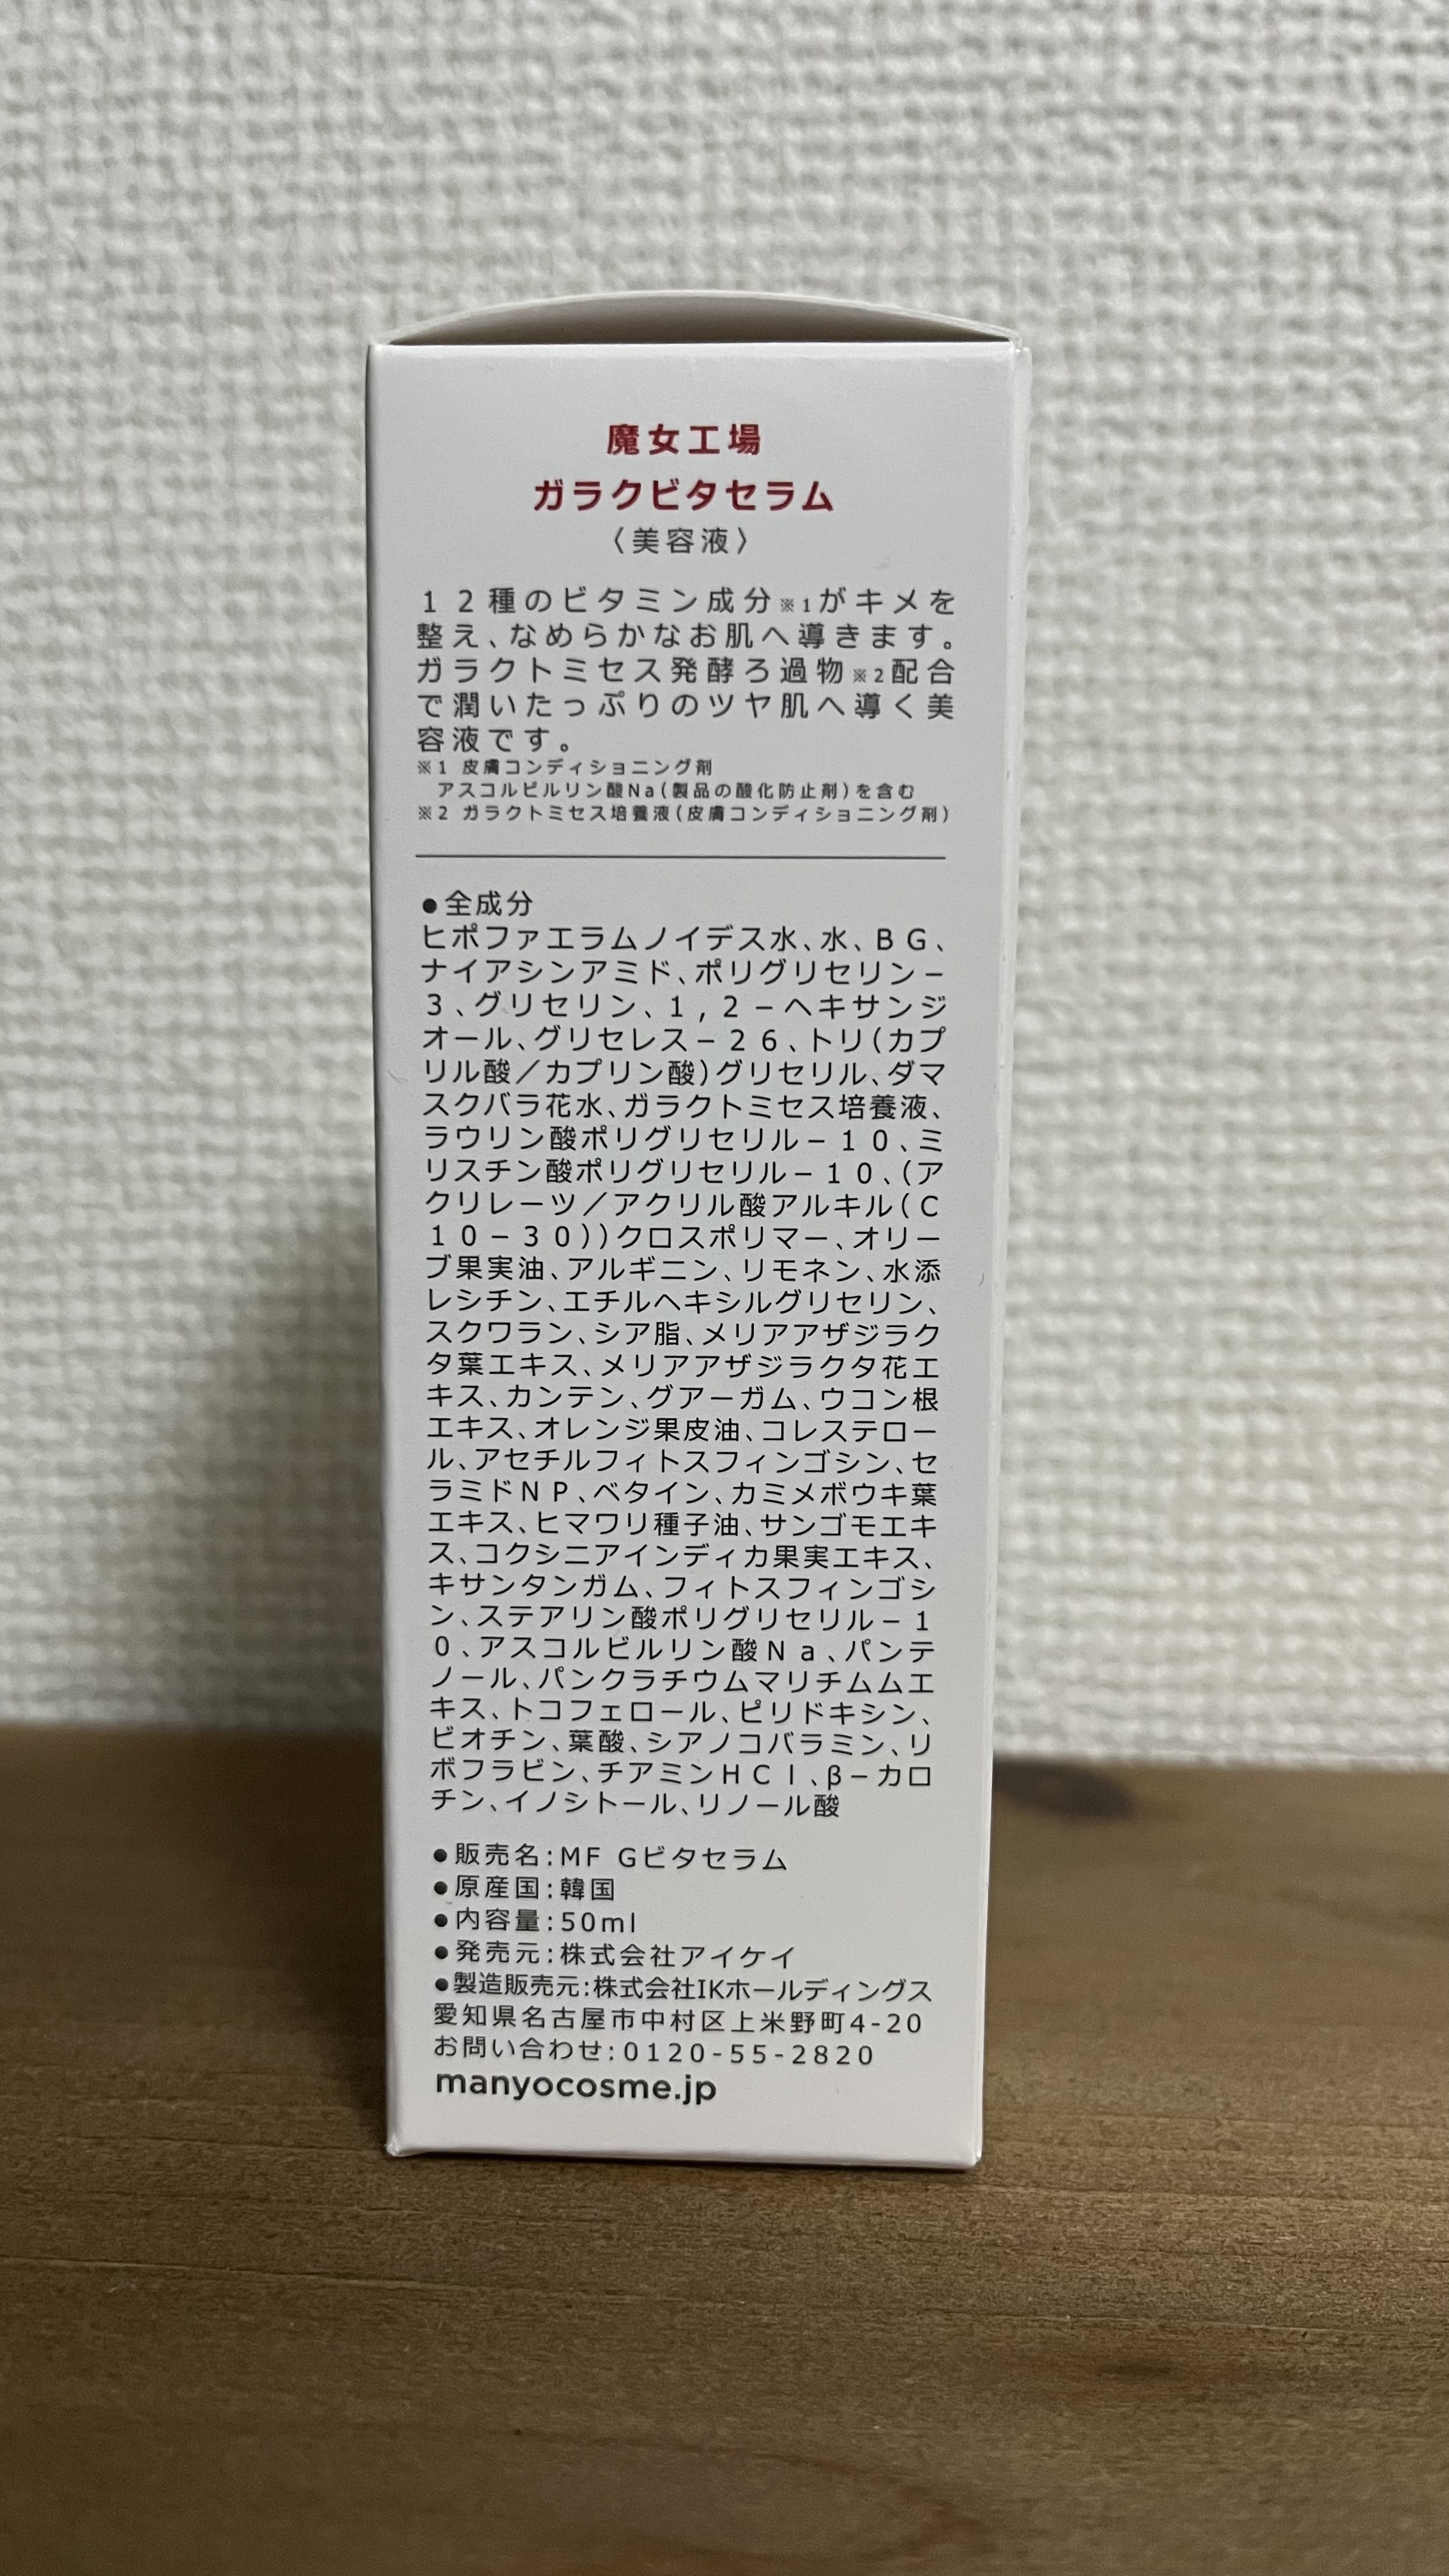 魔女工場
ガラクビタセラム
〈美容液〉
１２種のビタミン成分※1がキメを
整え、なめらかなお肌へ導きます。
ガラクトミセス発酵ろ過物※2配合
で潤いたっぷりのツヤ肌へ導く美
容液です。
※1 皮膚コンディショニング剤
アスコルビルリン酸Na(製品の酸化防止剤)を含む
※2 ガラクトミセス培養液(皮膚コンディショニング剤)
●全成分
ヒポファエラムノイデス水、水、ＢＧ、
ナイアシンアミド、ポリグリセリン－
３、グリセリン、１，２－ヘキサンジ
オール、グリセレス－２６、トリ(カプ
リル酸／カプリン酸)グリセリル、ダマ
スクバラ花水、ガラクトミセス培養液、
ラウリン酸ポリグリセリル－１０、ミ
リスチン酸ポリグリセリル－１０、(ア
クリレーツ／アクリル酸アルキル(Ｃ
１０－３０))クロスポリマー、オリー
ブ果実油、アルギニン、リモネン、水添
レシチン、エチルヘキシルグリセリン、
スクワラン、シア脂、メリアアザジラク
タ葉エキス、メリアアザジラクタ花エ
キス、カンテン、グアーガム、ウコン根
エキス、オレンジ果皮油、コレステロー
ル、アセチルフィトスフィンゴシン、セ
ラミドＮＰ、ベタイン、カミメボウキ葉
エキス、ヒマワリ種子油、サンゴモエキ
ス、コクシニアインディカ果実エキス、
キサンタンガム、フィトスフィンゴシ
ン、ステアリン酸ポリグリセリル－１
０、アスコルビルリン酸Ｎａ、パンテ
ノール、パンクラチウムマリチムムエ
キス、トコフェロール、ピリドキシン、
ビオチン、葉酸、シアノコバラミン、リ
ボフラビン、チアミンＨＣｌ、β－カロ
チン、イノシトール、リノール酸
●販売名:MF Gビタセラム
●原産国:韓国
●内容量:50ml
●発売元:株式会社アイケイ
●製造販売元:株式会社IKホールディングス
愛知県名古屋市中村区上米野町4-20
お問い合わせ:0120-55-2820
manyocosme.jp